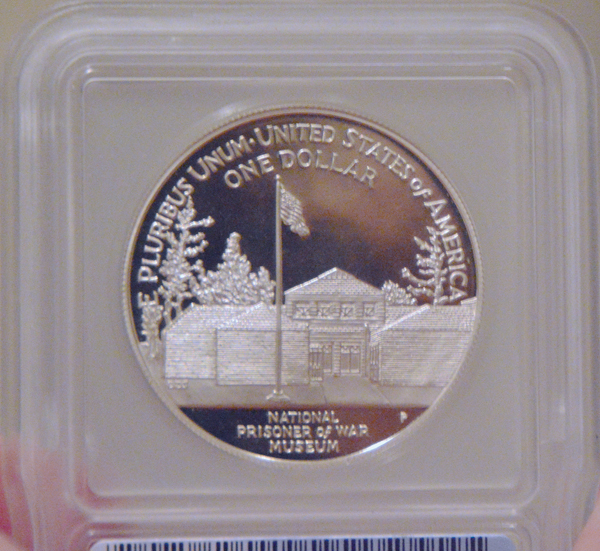 E PLURIBUS UNUM · UNITED STATES of AMERICA
ONE DOLLAR
NATIONAL
PRISONER of WAR
MUSEUM
P